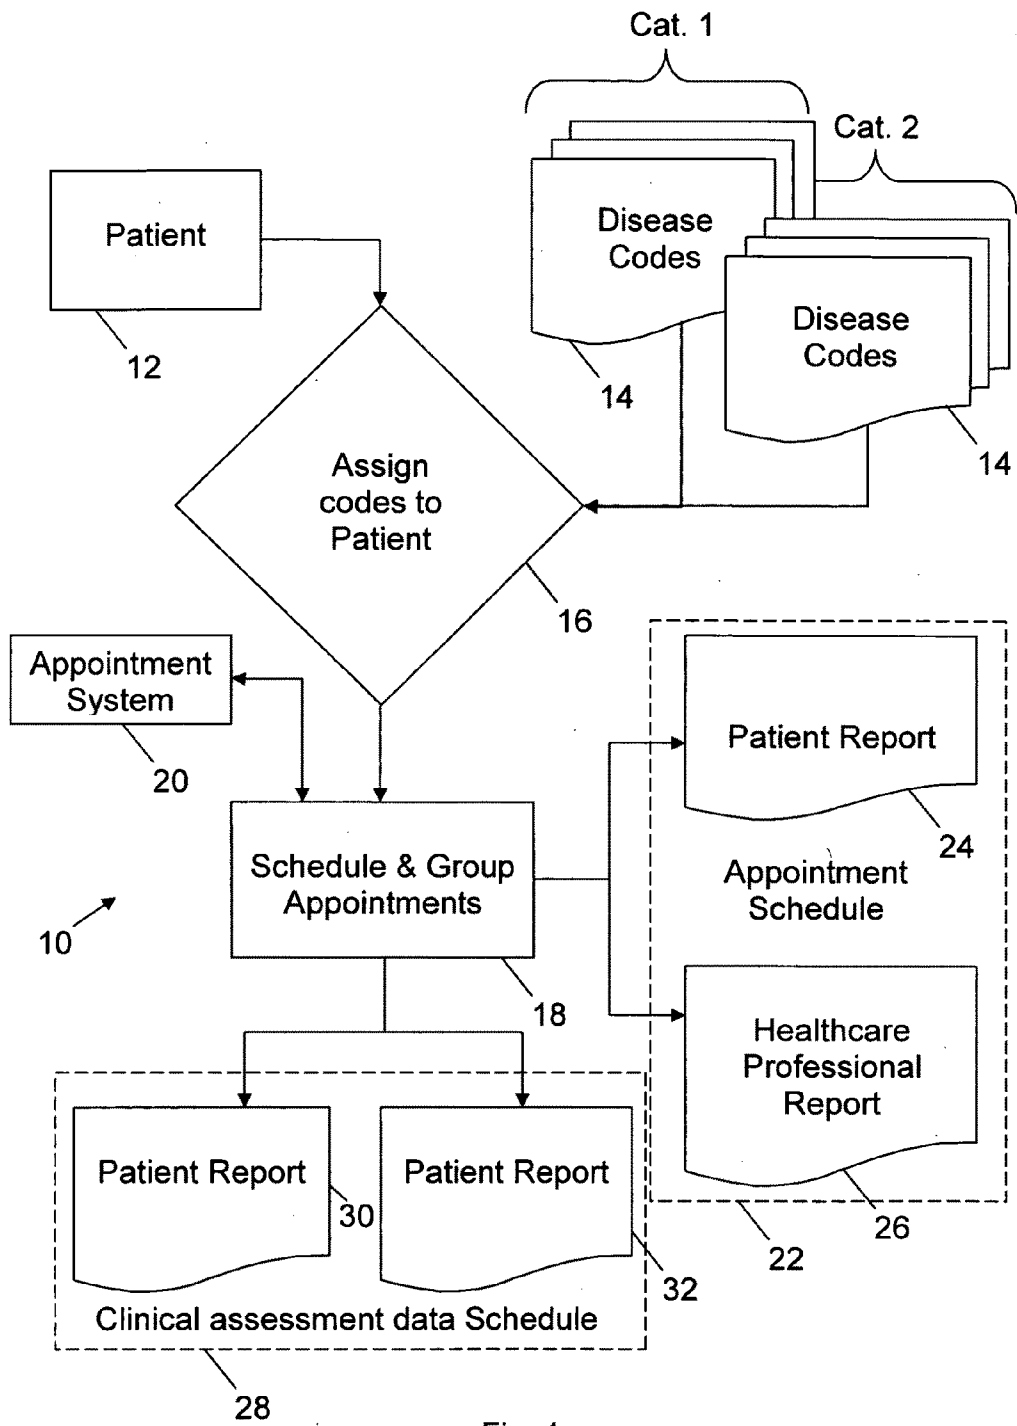 Cat. 1
Cat. 2
Patient
Disease
Codes
Disease
Codes
12
14
14
Assign
codes to
Patient
16
Appointment
System
20
Patient Report
24
Schedule & Group
Appointments
Appointment
Schedule
10
18
Healthcare
Professional
Report
Patient Report
30
Patient Report
32
26
22
Clinical assessment data Schedule
28